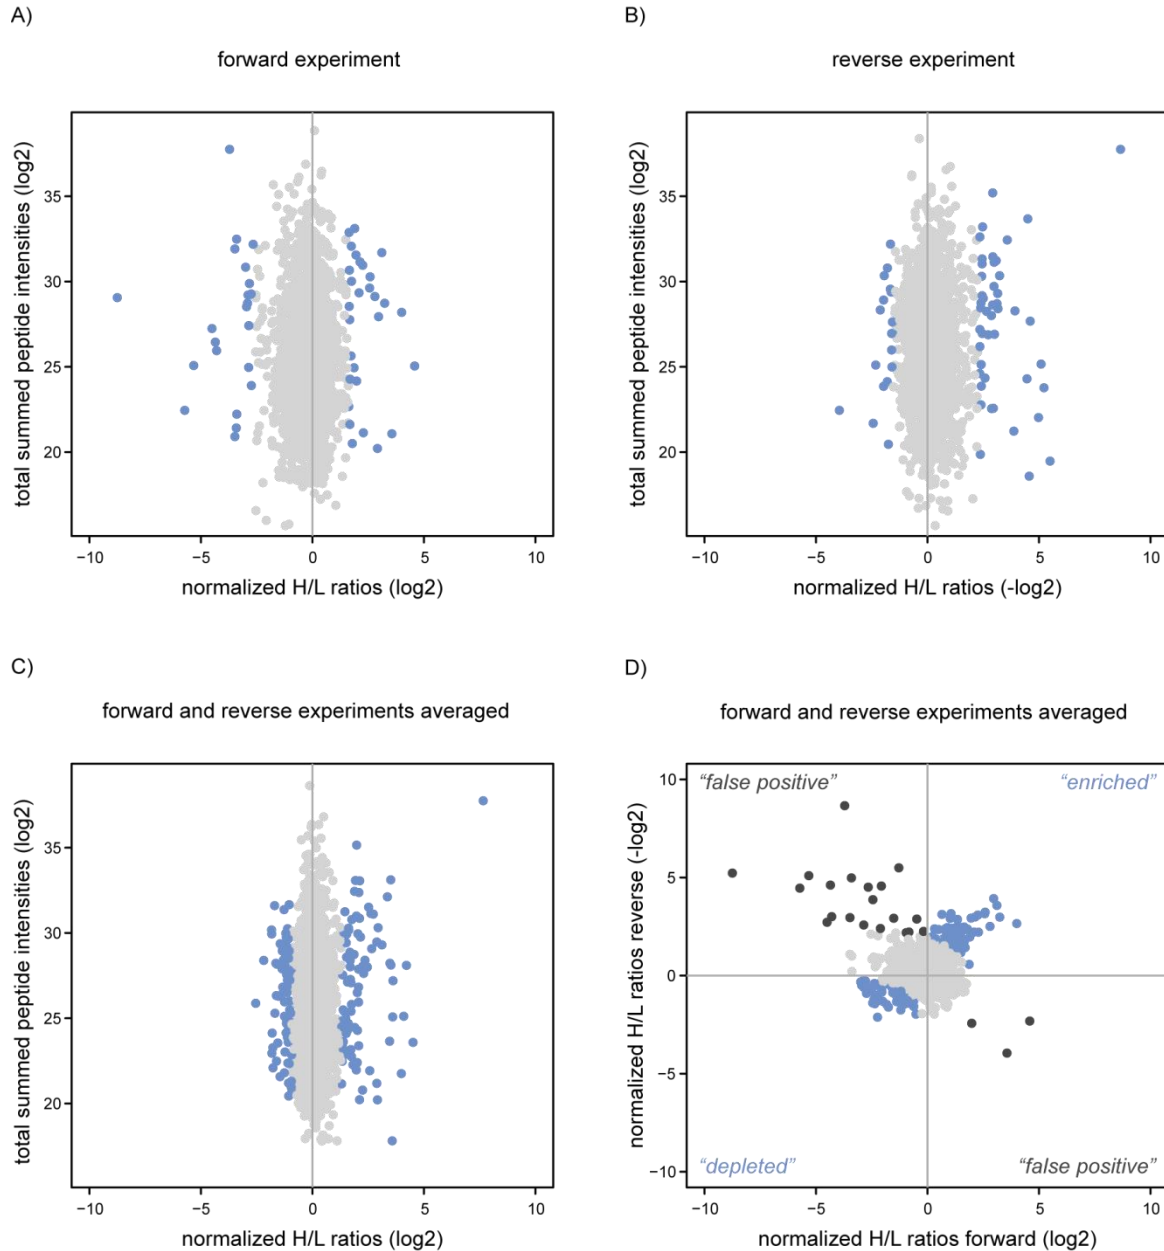 A)
forward experiment
total summed peptide intensities (log2)
35
30
25
20
−10
−5
0
5
10
normalized H/L ratios (log2)
B)
reverse experiment
total summed peptide intensities (log2)
35
30
25
20
−10
−5
0
5
10
normalized H/L ratios (-log2)
C)
forward and reverse experiments averaged
total summed peptide intensities (log2)
35
30
25
20
−10
−5
0
5
10
normalized H/L ratios (log2)
D)
forward and reverse experiments averaged
normalized H/L ratios reverse (-log2)
10
5
0
−5
−10
“false positive”
“enriched”
“depleted”
“false positive”
−10
−5
0
5
10
normalized H/L ratios forward (log2)